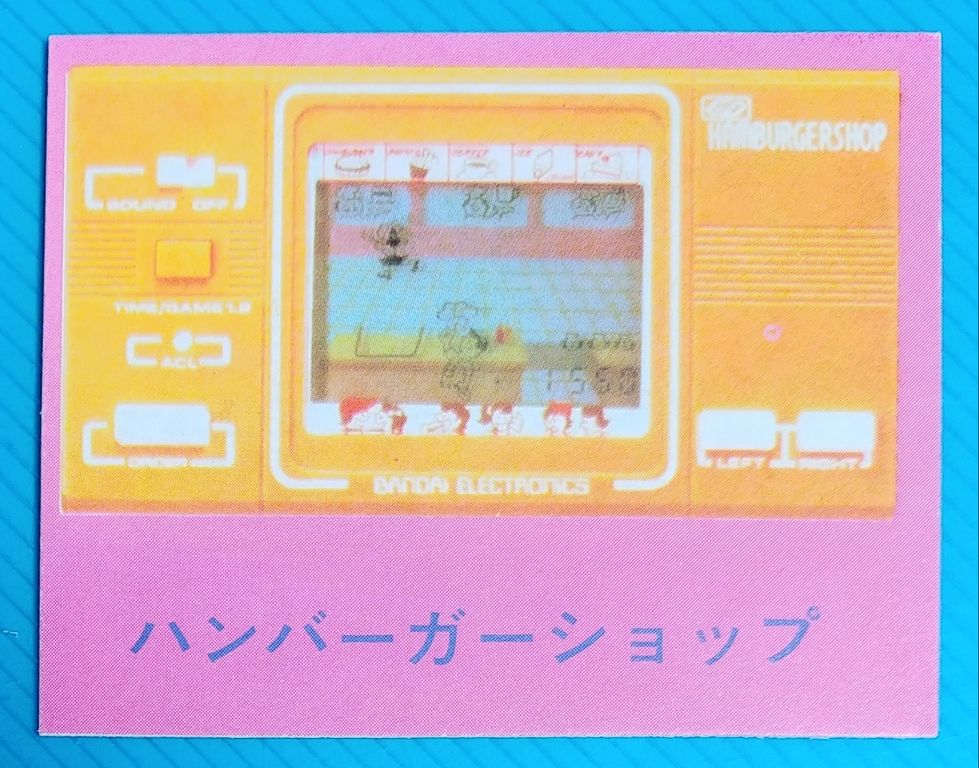 HAMBURGERSHOP
SOUND OFF
TIME/GAME 1.2
ACL
ORDER
LEFT RIGHT
1560
BANDAI ELECTRONICS
ハンバーガーショップ